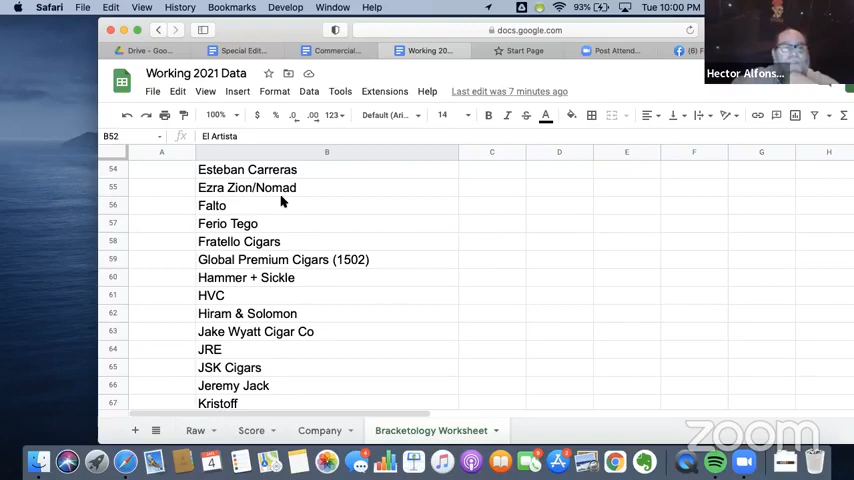 Safari File Edit View History Bookmarks Develop Window Help 93% Tue 10:00 PM
docs.google.com
Drive – Goo... Special Edit... Commercial... Working 20... Start Page Post Attend... (6) F
Hector Alfons...
Working 2021 Data
File Edit View Insert Format Data Tools Extensions Help Last edit was 7 minutes ago
100% $ % .0 .00 123 Default (Ari... 14 B I S A
B52 fx El Artista
A B C D E F G H
54 Esteban Carreras
55 Ezra Zion/Nomad
56 Falto
57 Ferio Tego
58 Fratello Cigars
59 Global Premium Cigars (1502)
60 Hammer + Sickle
61 HVC
62 Hiram & Solomon
63 Jake Wyatt Cigar Co
64 JRE
65 JSK Cigars
66 Jeremy Jack
67 Kristoff
Raw Score Company Bracketology Worksheet
zoom